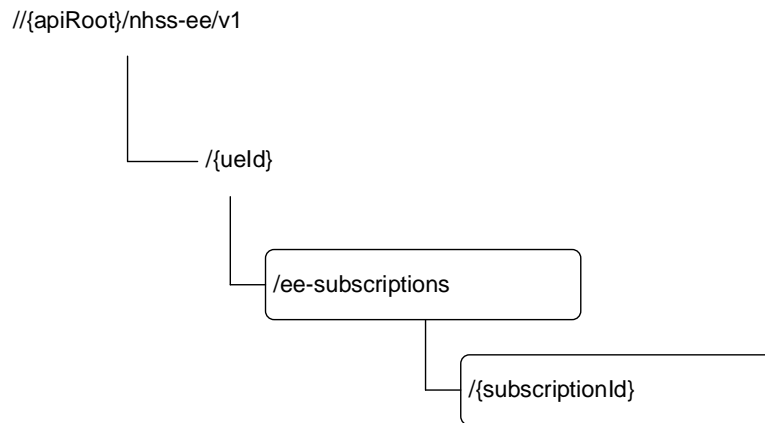 //{apiRoot}/nhss-ee/v1
/{ueId}
/ee-subscriptions
/{subscriptionId}